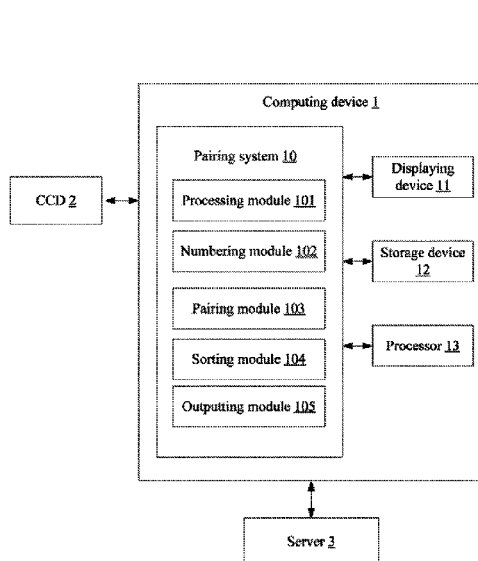 Computing device 1
Pairing system 10
Displaying
device 11
CCD 2
Processing module 101
Numbering module 102
Storage device
12
Pairing module 103
Processor 13
Sorting module 104
Outputting module 105
Server 3